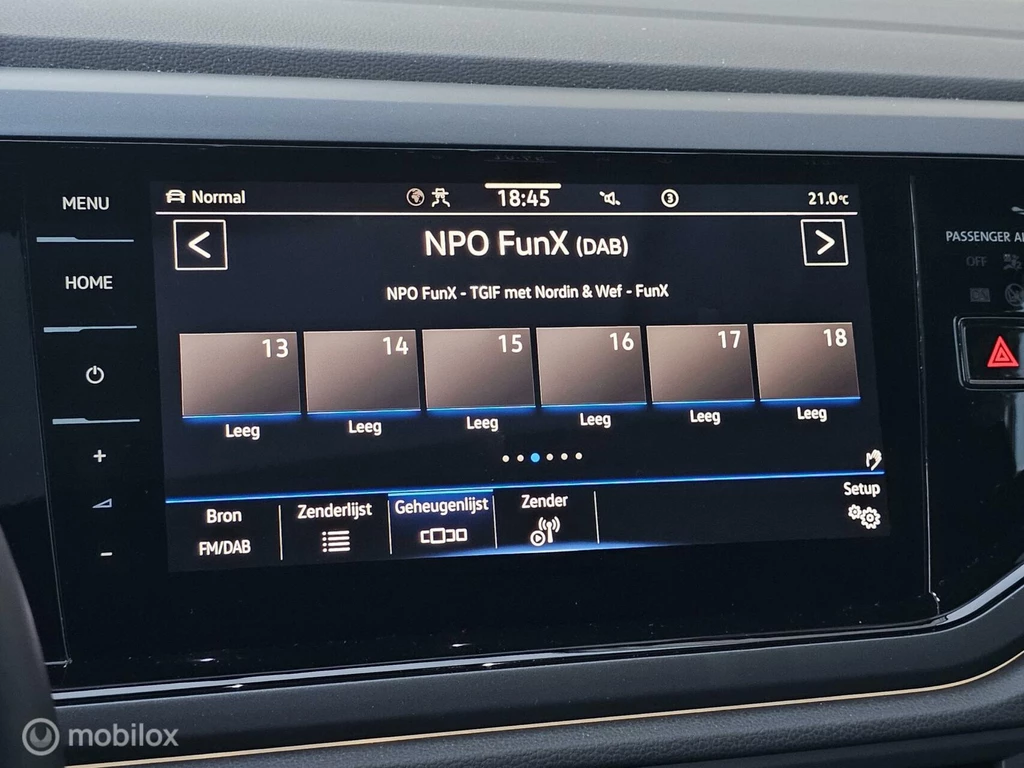 MENU
HOME
+
-
Normal
18:45
3
21.0°C
NPO FunX (DAB)
NPO FunX - TGIF met Nordin & Wef - FunX
13 14 15 16 17 18
Leeg Leeg Leeg Leeg Leeg Leeg
Bron
FM/DAB
Zenderlijst
Geheugenlijst
Zender
Setup
PASSENGER
OFF
mobilox